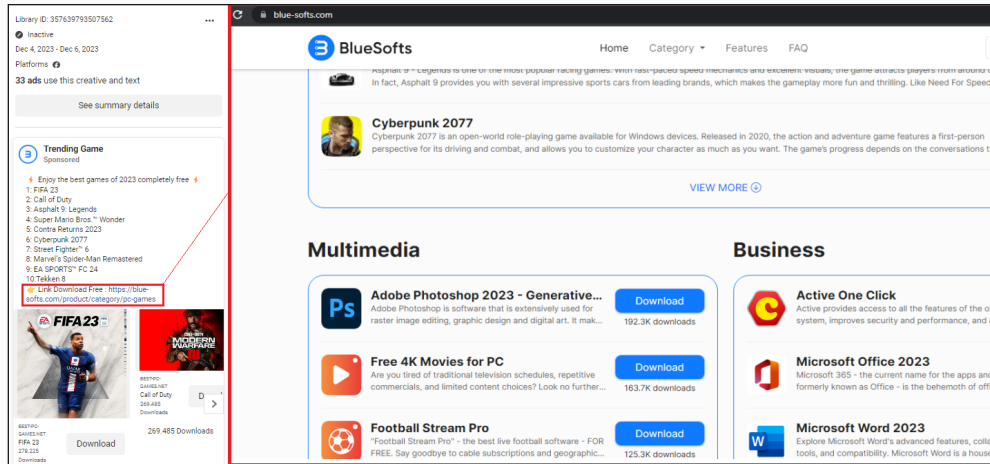 Library ID: 357639793507562
Inactive
Dec 4, 2023 - Dec 6, 2023
Platforms
33 ads use this creative and text
See summary details
Trending Game
Sponsored
⚡ Enjoy the best games of 2023 completely free ⚡
1: FIFA 23
2: Call of Duty
3: Asphalt 9: Legends
4: Super Mario Bros.™ Wonder
5: Contra Returns 2023
6: Cyberpunk 2077
7: Street Fighter™ 6
8: Marvel's Spider-Man Remastered
9: EA SPORTS™ FC 24
10:Tekken 8
👉 Link Download Free : https://blue-
softs.com/product/category/pc-games
FIFA 23
CALL OF DUTY
MODERN
WARFARE
BEST-PC-
GAMES.NET
Call of Duty
269.485
Downloads
D
269.485 Downloads
BEST-PC-
GAMES.NET
FIFA 23
278.225
Downloads
Download
blue-softs.com
BlueSofts
Home
Category
Features
FAQ
Asphalt 9 - Legends is one of the most popular racing games. With fast-paced speed mechanics and excellent visuals, the game attracts players from around
In fact, Asphalt 9 provides you with several impressive sports cars from leading brands, which makes the gameplay more fun and thrilling. Like Need For Speed
Cyberpunk 2077
Cyberpunk 2077 is an open-world role-playing game available for Windows devices. Released in 2020, the action and adventure game features a first-person
perspective for its driving and combat, and allows you to customize your character as much as you want. The game's progress depends on the conversations
VIEW MORE
Multimedia
Ps
Adobe Photoshop 2023 - Generative...
Adobe Photoshop is software that is extensively used for
raster image editing, graphic design and digital art. It mak...
Download
192.3K downloads
Free 4K Movies for PC
Are you tired of traditional television schedules, repetitive
commercials, and limited content choices? Look no further...
Download
163.7K downloads
Football Stream Pro
"Football Stream Pro" - the best live football software - FOR
FREE. Say goodbye to cable subscriptions and geographic...
Download
125.3K downloads
Business
Active One Click
Active provides access to all the features of the
system, improves security and performance, and
Microsoft Office 2023
Microsoft 365 - the current name for the apps and
formerly known as Office - is the behemoth of
W
Microsoft Word 2023
Explore Microsoft Word's advanced features,
tools, and compatibility. Microsoft Word is a